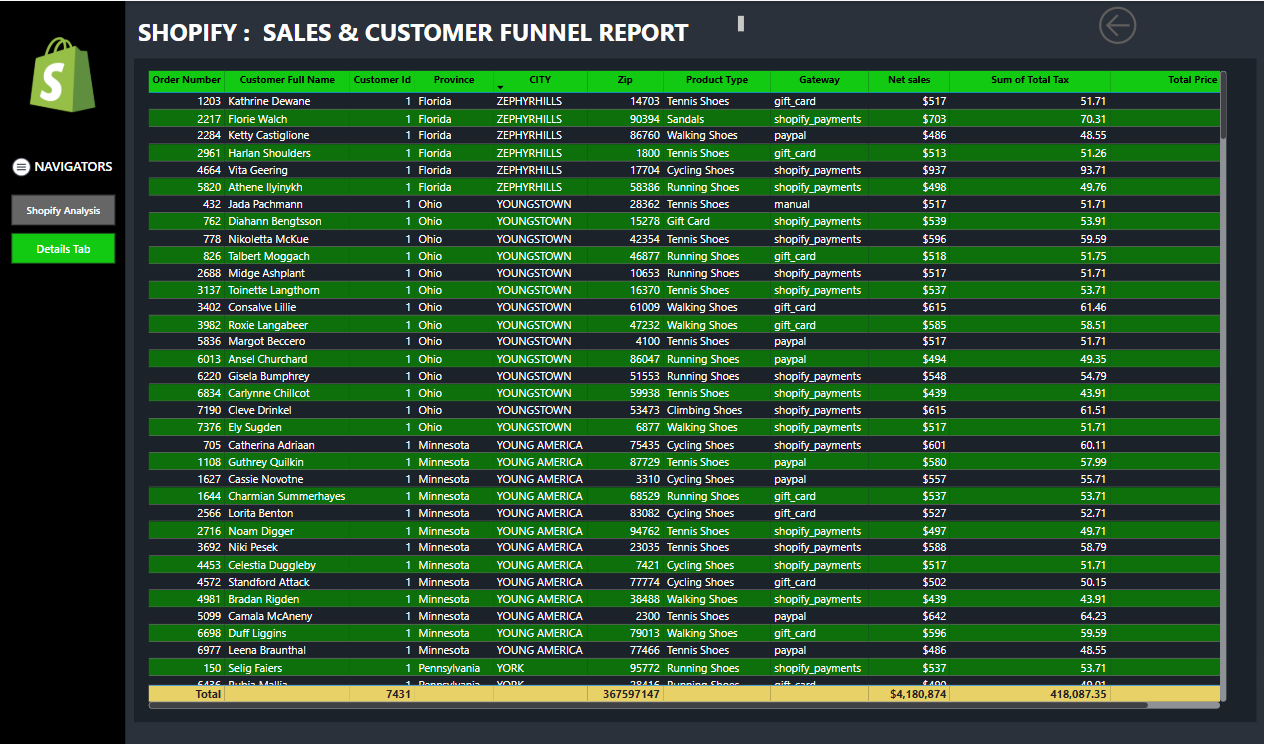 SHOPIFY : SALES & CUSTOMER FUNNEL REPORT
NAVIGATORS
Shopify Analysis
Details Tab
Order Number Customer Full Name Customer Id Province CITY Zip Product Type Gateway Net sales Sum of Total Tax Total Price
1203 Kathrine Dewane 1 Florida ZEPHYRHILLS 14703 Tennis Shoes gift_card $517 51.71
2217 Florie Walch 1 Florida ZEPHYRHILLS 90394 Sandals shopify_payments $703 70.31
2284 Ketty Castiglione 1 Florida ZEPHYRHILLS 86760 Walking Shoes paypal $486 48.55
2961 Harlan Shoulders 1 Florida ZEPHYRHILLS 1800 Tennis Shoes gift_card $513 51.26
4664 Vita Geering 1 Florida ZEPHYRHILLS 17704 Cycling Shoes shopify_payments $937 93.71
5820 Athene Ilyinykh 1 Florida ZEPHYRHILLS 58386 Running Shoes shopify_payments $498 49.76
432 Jada Pachmann 1 Ohio YOUNGSTOWN 28362 Tennis Shoes manual $517 51.71
762 Diahann Bengtsson 1 Ohio YOUNGSTOWN 15278 Gift Card shopify_payments $539 53.91
778 Nikoletta McKue 1 Ohio YOUNGSTOWN 42354 Tennis Shoes shopify_payments $596 59.59
826 Talbert Moggach 1 Ohio YOUNGSTOWN 46877 Running Shoes gift_card $518 51.75
2688 Midge Ashplant 1 Ohio YOUNGSTOWN 10653 Running Shoes shopify_payments $517 51.71
3137 Toinette Langthorn 1 Ohio YOUNGSTOWN 16370 Tennis Shoes shopify_payments $537 53.71
3402 Consalve Lillie 1 Ohio YOUNGSTOWN 61009 Walking Shoes gift_card $615 61.46
3982 Roxie Langabeer 1 Ohio YOUNGSTOWN 47232 Walking Shoes gift_card $585 58.51
5836 Margot Beccero 1 Ohio YOUNGSTOWN 4100 Tennis Shoes paypal $517 51.71
6013 Ansel Churchard 1 Ohio YOUNGSTOWN 86047 Running Shoes paypal $494 49.35
6220 Gisela Bumphrey 1 Ohio YOUNGSTOWN 51553 Running Shoes shopify_payments $548 54.79
6834 Carlynne Chillcot 1 Ohio YOUNGSTOWN 59938 Tennis Shoes shopify_payments $439 43.91
7190 Cleve Drinkel 1 Ohio YOUNGSTOWN 53473 Climbing Shoes shopify_payments $615 61.51
7376 Ely Sugden 1 Ohio YOUNGSTOWN 6877 Walking Shoes shopify_payments $517 51.71
705 Catherina Adriaan 1 Minnesota YOUNG AMERICA 75435 Cycling Shoes shopify_payments $601 60.11
1108 Guthrey Quilkin 1 Minnesota YOUNG AMERICA 87729 Tennis Shoes paypal $580 57.99
1627 Cassie Novotne 1 Minnesota YOUNG AMERICA 3310 Cycling Shoes paypal $557 55.71
1644 Charmian Summerhayes 1 Minnesota YOUNG AMERICA 68529 Running Shoes gift_card $537 53.71
2566 Lorita Benton 1 Minnesota YOUNG AMERICA 83082 Cycling Shoes gift_card $527 52.71
2716 Noam Digger 1 Minnesota YOUNG AMERICA 94762 Tennis Shoes shopify_payments $497 49.71
3692 Niki Pesek 1 Minnesota YOUNG AMERICA 23035 Tennis Shoes shopify_payments $588 58.79
4453 Celestia Duggleby 1 Minnesota YOUNG AMERICA 7421 Cycling Shoes shopify_payments $517 51.71
4572 Standford Attack 1 Minnesota YOUNG AMERICA 77774 Cycling Shoes gift_card $502 50.15
4981 Bradan Rigden 1 Minnesota YOUNG AMERICA 38488 Walking Shoes shopify_payments $439 43.91
5099 Camala McAneny 1 Minnesota YOUNG AMERICA 2300 Tennis Shoes paypal $642 64.23
6698 Duff Liggins 1 Minnesota YOUNG AMERICA 79013 Walking Shoes gift_card $596 59.59
6977 Leena Braunthal 1 Minnesota YOUNG AMERICA 77466 Tennis Shoes paypal $486 48.55
150 Selig Faiers 1 Pennsylvania YORK 95772 Running Shoes shopify_payments $537 53.71
Total 7431 367597147 $4,180,874 418,087.35